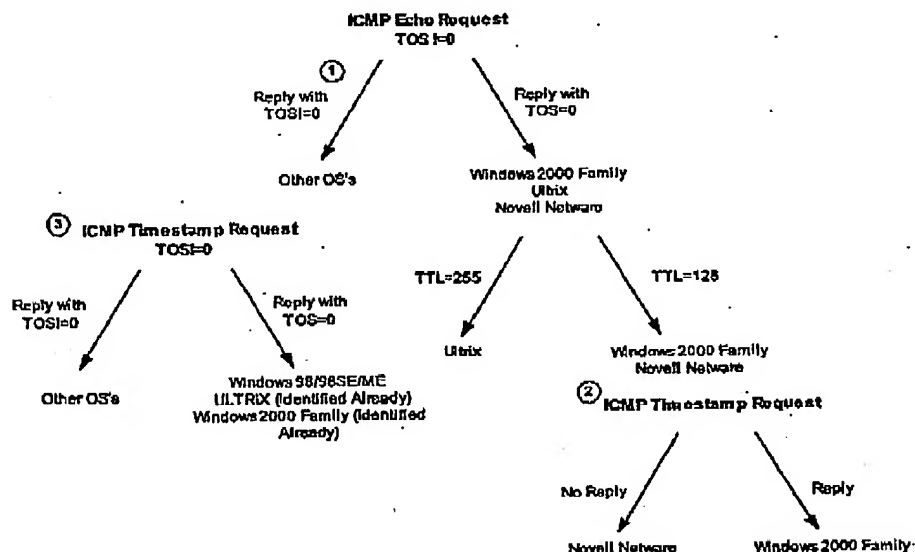 ICMP Echo Request
TOS !=0
1
Reply with
TOS!=0
Reply with
TOS=0
Other OS's
Windows 2000 Family
Ultrix
Novell Netware
3 ICMP Timestamp Request
TOS!=0
TTL=255
TTL=128
Reply with
TOS!=0
Reply with
TOS=0
Ultrix
Windows 2000 Family
Novell Netware
Other OS's
Windows 98/98SE/ME
ULTRIX (Identified Already)
Windows 2000 Family (Identified
Already)
2 ICMP Timestamp Request
No Reply
Reply
Novell Netware
Windows 2000 Family